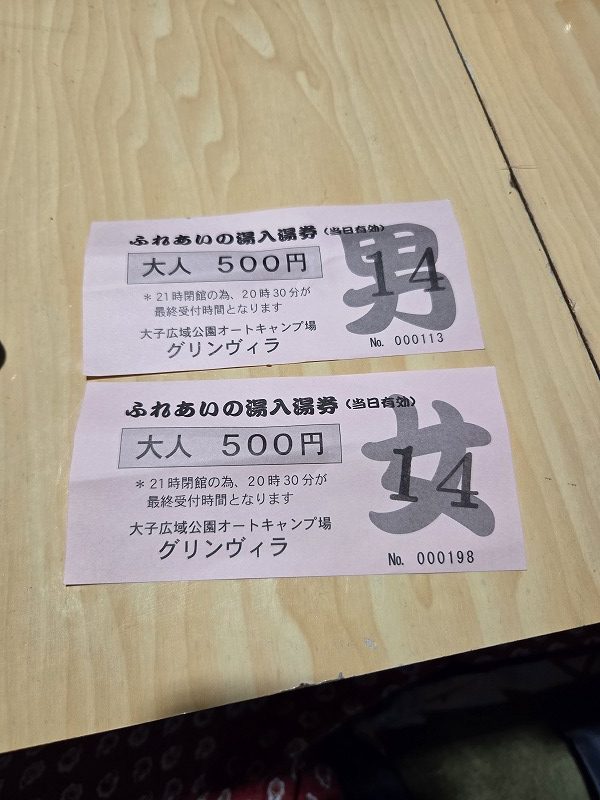 ふれあいの湯入湯券(当日有効)
大人 500円
＊21時閉館の為、20時30分が
最終受付時間となります
大子広域公園オートキャンプ場
グリンヴィラ
男
14
No. 000113
ふれあいの湯入湯券(当日有効)
大人 500円
＊21時閉館の為、20時30分が
最終受付時間となります
大子広域公園オートキャンプ場
グリンヴィラ
女
14
No. 000198